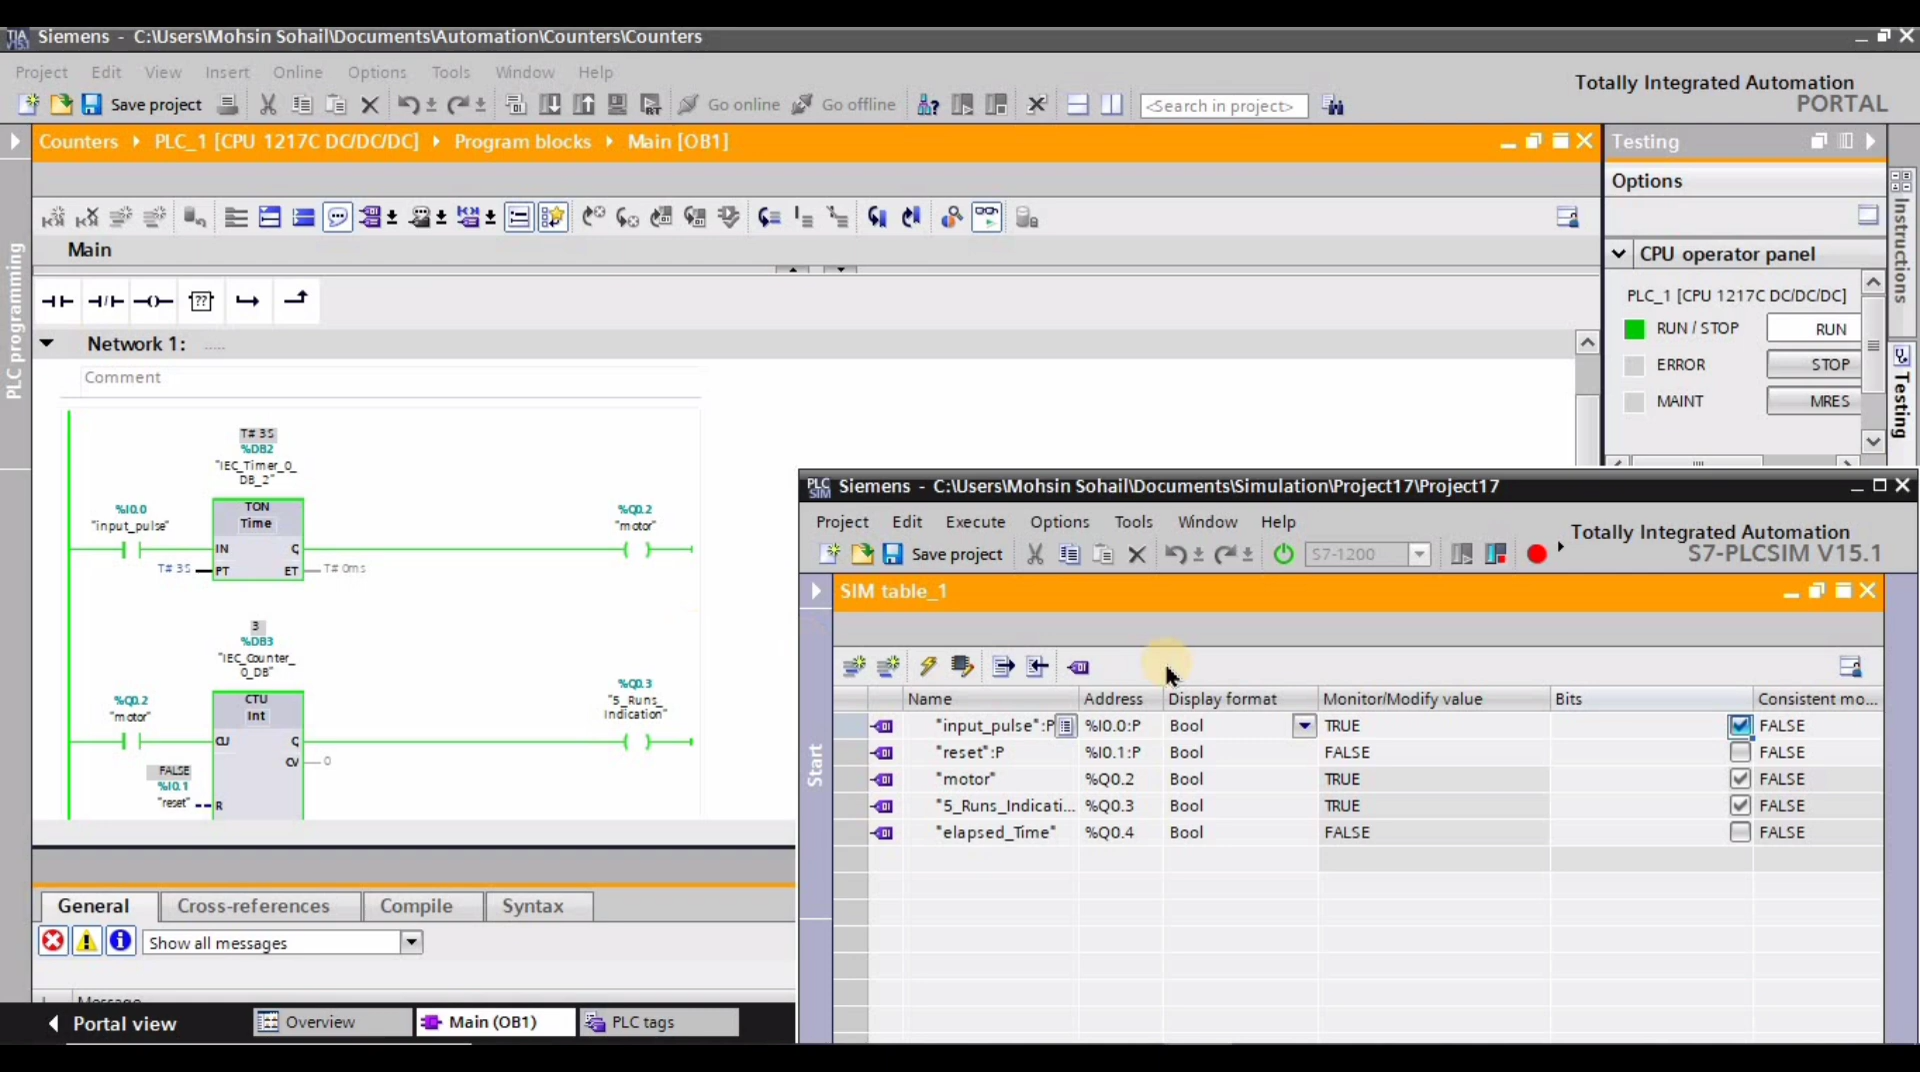 Siemens - C:\Users\Mohsin Sohail\Documents\Automation\Counters\Counters
Project Edit View Insert Online Options Tools Window Help
Totally Integrated Automation
PORTAL
Save project Go online Go offline <Search in project>
Counters PLC_1 [CPU 1217C DC/DC/DC] Program blocks Main [OB1]
Testing
Options
Main
CPU operator panel
PLC_1 [CPU 1217C DC/DC/DC]
RUN / STOP RUN
ERROR STOP
MAINT MRES
PLC programming
Instructions
Testing
??
Network 1: .....
Comment
T# 3S
%DB2
"IEC_Timer_0_
DB_2"
TON
Time
%I0.0
"input_pulse"
%Q0.2
"motor"
IN Q
T# 3S PT ET T# 0ms
3
%DB3
"IEC_Counter_
0_DB"
CTU
Int
%Q0.2
"motor"
%Q0.3
"5_Runs_
Indication"
CU Q
CV 0
FALSE
%I0.1
"reset" R
General Cross-references Compile Syntax
Show all messages
Message
Portal view Overview Main (OB1) PLC tags
PLC SIM Siemens - C:\Users\Mohsin Sohail\Documents\Simulation\Project17\Project17
Project Edit Execute Options Tools Window Help
Totally Integrated Automation
S7-PLCSIM V15.1
Save project S7-1200
SIM table_1
Start
Name Address Display format Monitor/Modify value Bits Consistent mo...
"input_pulse":P %I0.0:P Bool TRUE FALSE
"reset":P %I0.1:P Bool FALSE FALSE
"motor" %Q0.2 Bool TRUE FALSE
"5_Runs_Indicati... %Q0.3 Bool TRUE FALSE
"elapsed_Time" %Q0.4 Bool FALSE FALSE